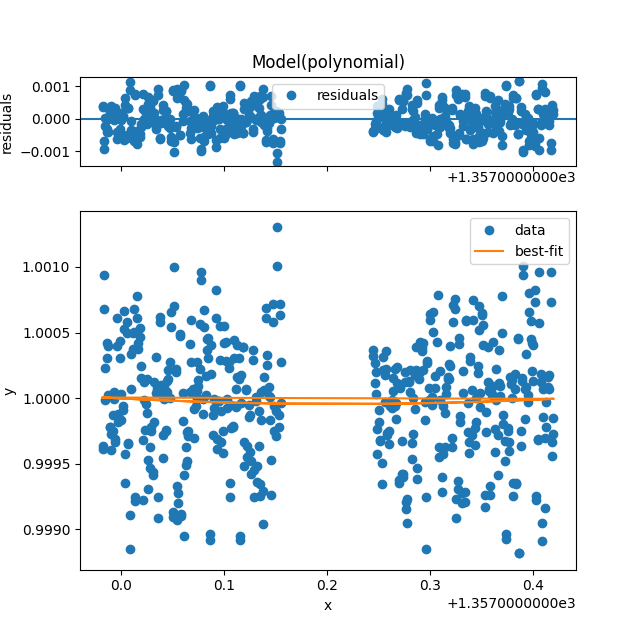 Model(polynomial)
residuals
0.001
0.000
−0.001
residuals
+1.3570000000e3
data
best-fit
1.0010
1.0005
1.0000
0.9995
0.9990
y
0.0 0.1 0.2 0.3 0.4
x
+1.3570000000e3